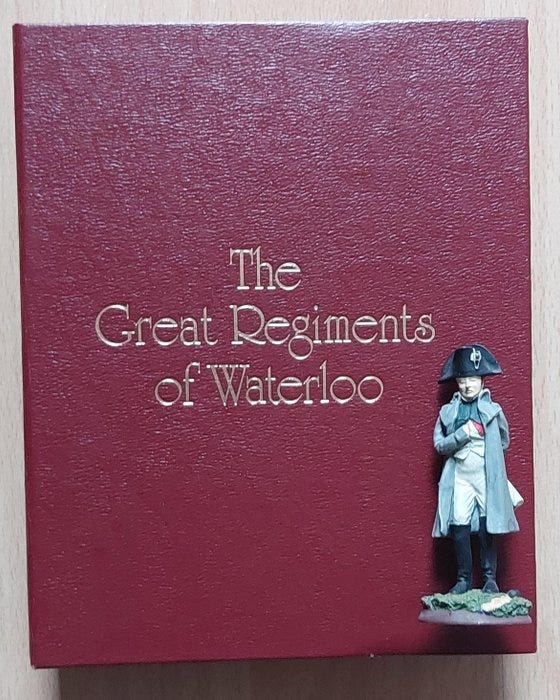 The
Great Regiments
of Waterloo